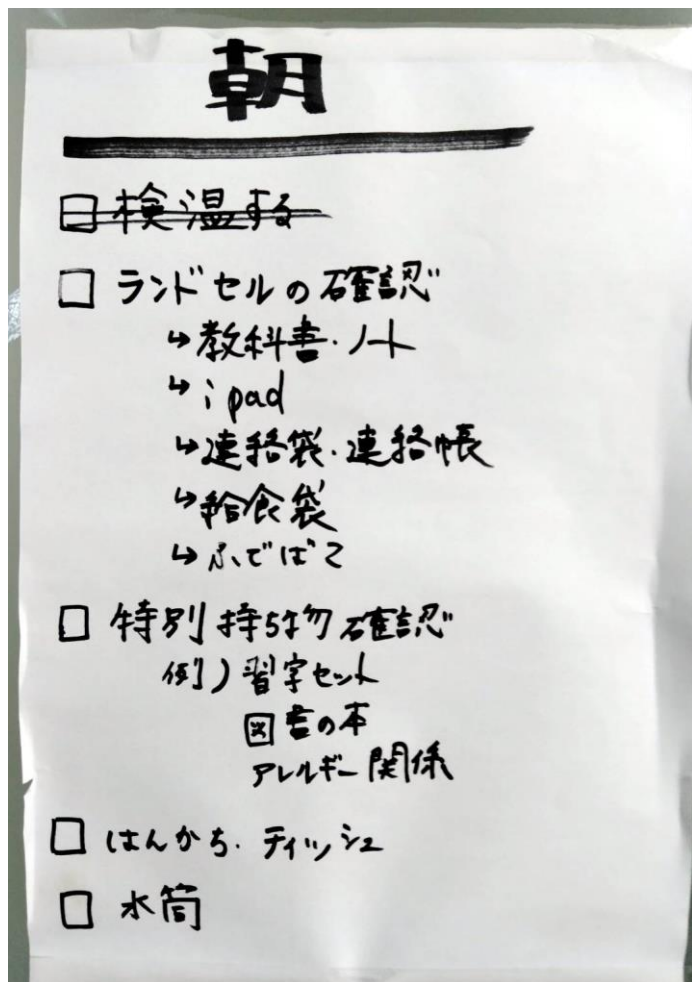 朝
□ 検温する
□ ランドセルの確認
↳ 教科書・ノート
↳ ipad
↳ 連絡袋・連絡帳
↳ 給食袋
↳ ふでばこ
□ 特別持ち物確認
例) 習字セット
図書の本
アレルギー関係
□ はんかち・ティッシュ
□ 水筒